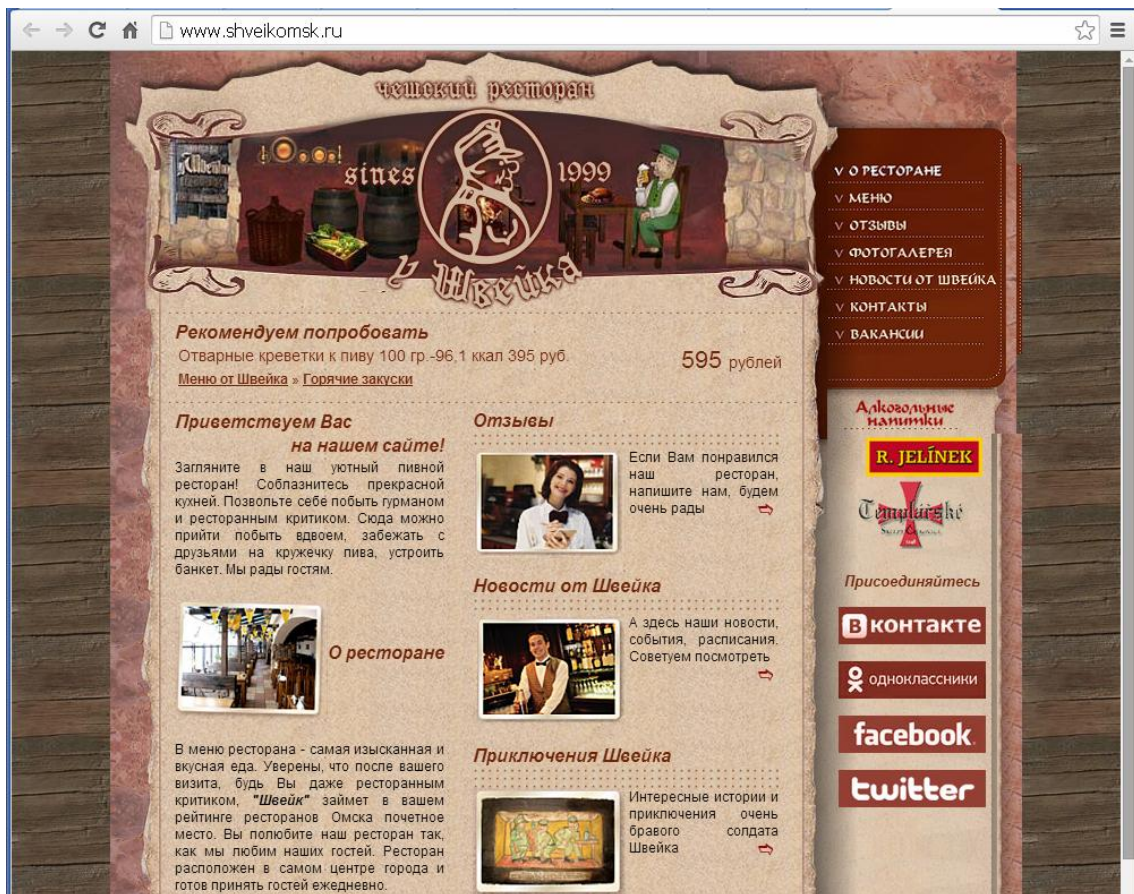 www.shveikomsk.ru
чешский ресторан
sines
1999
У Швейка
О РЕСТОРАНЕ
МЕНЮ
ОТЗЫВЫ
ФОТОГАЛЕРЕЯ
НОВОСТИ ОТ ШВЕЙКА
КОНТАКТЫ
ВАКАНСИИ
Рекомендуем попробовать
Отварные креветки к пиву 100 гр.-96,1 ккал 395 руб.
595 рублей
Меню от Швейка » Горячие закуски
Приветствуем Вас
на нашем сайте!
Загляните в наш уютный пивной
ресторан! Соблазнитесь прекрасной
кухней. Позвольте себе побыть гурманом
и ресторанным критиком. Сюда можно
прийти побыть вдвоем, забежать с
друзьями на кружечку пива, устроить
банкет. Мы рады гостям.
О ресторане
В меню ресторана - самая изысканная и
вкусная еда. Уверены, что после вашего
визита, будь Вы даже ресторанным
критиком, "Швейк" займет в вашем
рейтинге ресторанов Омска почетное
место. Вы полюбите наш ресторан так,
как мы любим наших гостей. Ресторан
расположен в самом центре города и
готов принять гостей ежедневно.
Отзывы
Если Вам понравился
наш ресторан,
напишите нам, будем
очень рады
Новости от Швейка
А здесь наши новости,
события, расписания.
Советуем посмотреть
Приключения Швейка
Интересные истории и
приключения очень
бравого солдата
Швейка
Алкогольные
напитки
R. JELÍNEK
Templářské
Присоединяйтесь
В контакте
одноклассники
facebook.
twitter